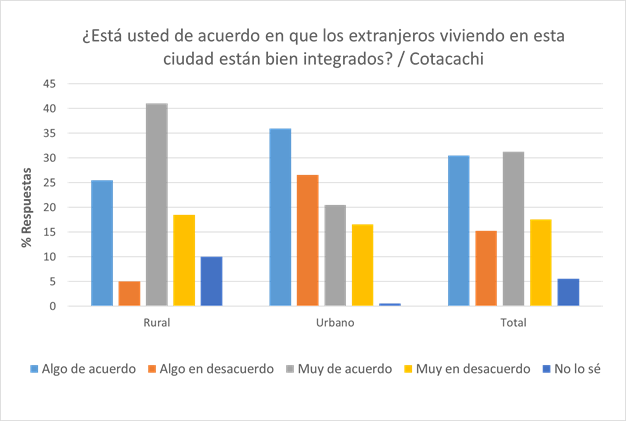 ¿Está usted de acuerdo en que los extranjeros viviendo en esta
ciudad están bien integrados? / Cotacachi
45
40
35
30
25
20
15
10
5
0
% Respuestas
Rural Urbano Total
Algo de acuerdo Algo en desacuerdo Muy de acuerdo Muy en desacuerdo No lo sé